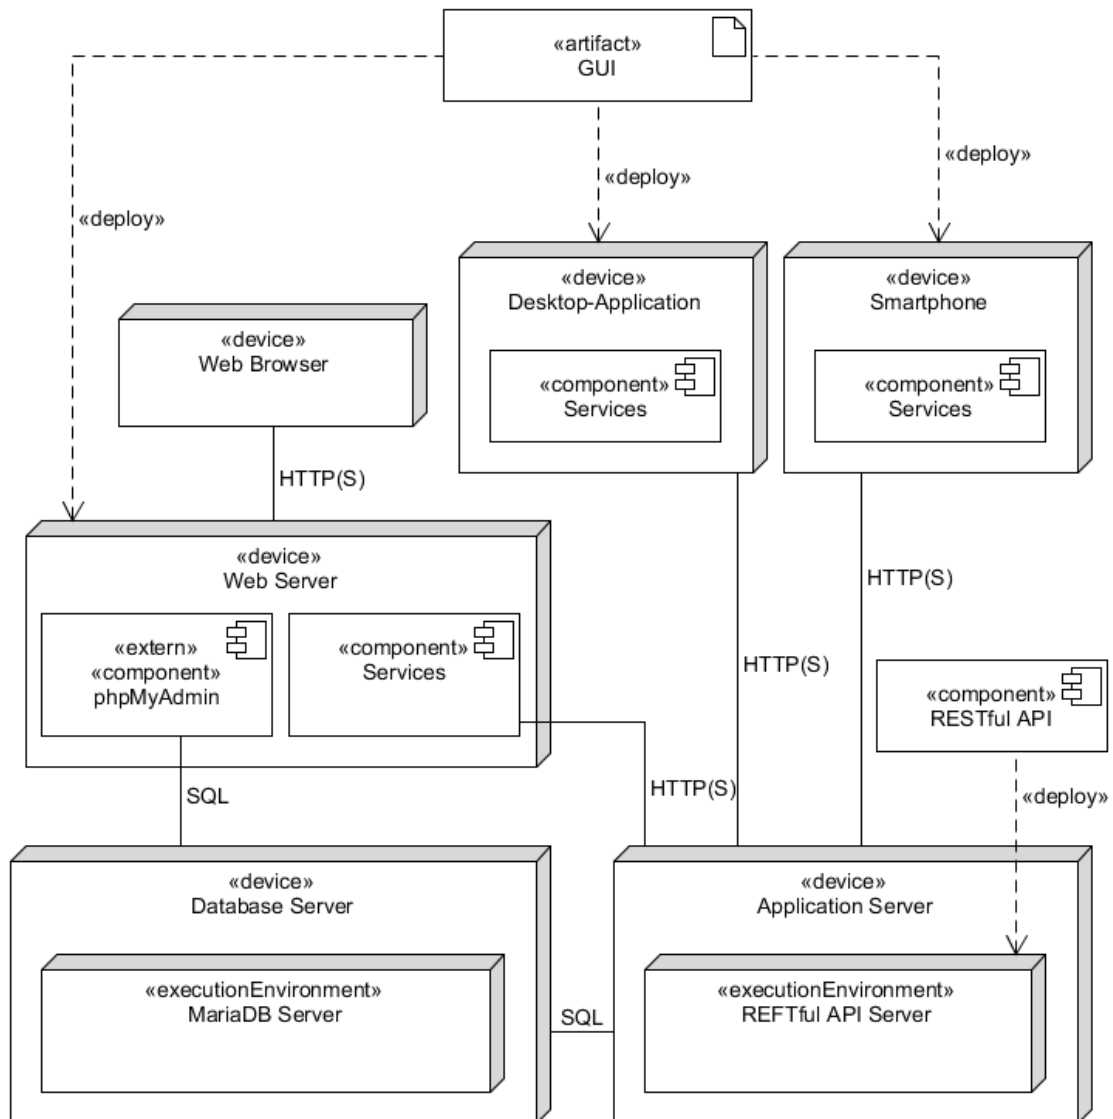 «artifact»
GUI
«deploy»
«deploy»
«deploy»
«device»
Desktop-Application
«component»
Services
«device»
Smartphone
«component»
Services
«device»
Web Browser
HTTP(S)
«device»
Web Server
«extern»
«component»
phpMyAdmin
«component»
Services
HTTP(S)
HTTP(S)
HTTP(S)
«component»
RESTful API
«deploy»
SQL
«device»
Database Server
«executionEnvironment»
MariaDB Server
SQL
«device»
Application Server
«executionEnvironment»
REFTful API Server